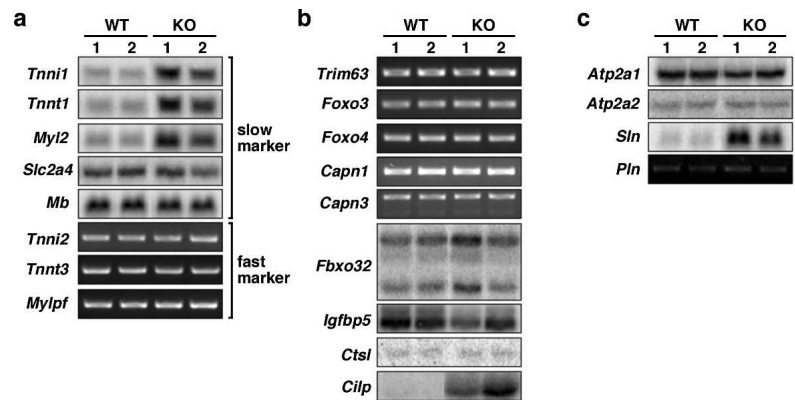 a
WT KO
1 2 1 2
Tnni1
Tnnt1
Myl2
Slc2a4
Mb
slow
marker
Tnni2
Tnnt3
Mylpf
fast
marker
b
WT KO
1 2 1 2
Trim63
Foxo3
Foxo4
Capn1
Capn3
Fbxo32
Igfbp5
Ctsl
Cilp
c
WT KO
1 2 1 2
Atp2a1
Atp2a2
Sln
Pln